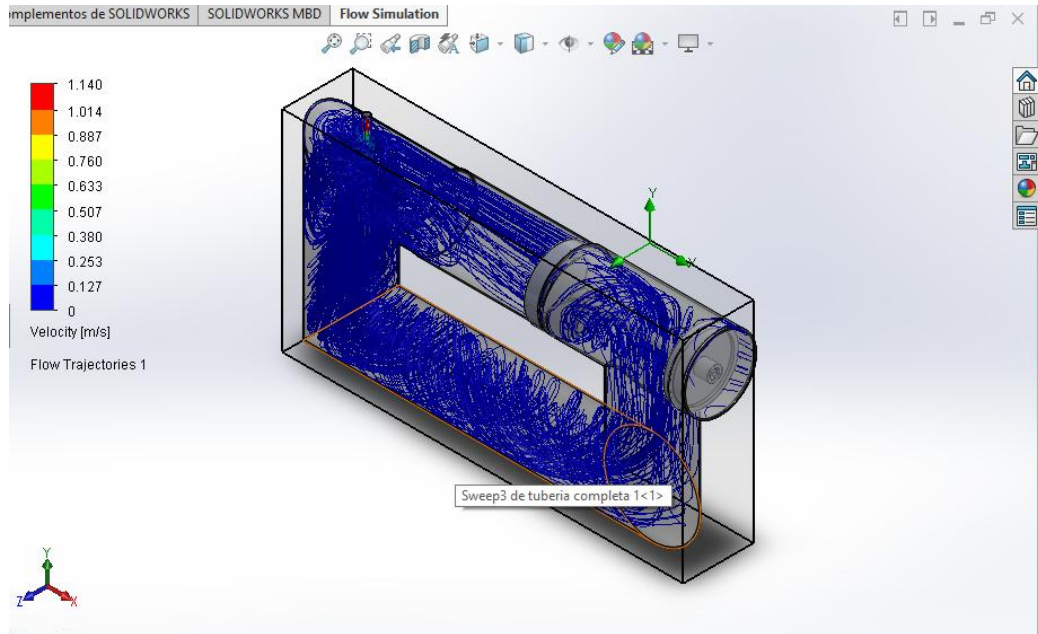 omplementos de SOLIDWORKS SOLIDWORKS MBD Flow Simulation
1.140
1.014
0.887
0.760
0.633
0.507
0.380
0.253
0.127
0
Velocity [m/s]
Flow Trajectories 1
Y
Sweep3 de tuberia completa 1<1>
Y
Z
X